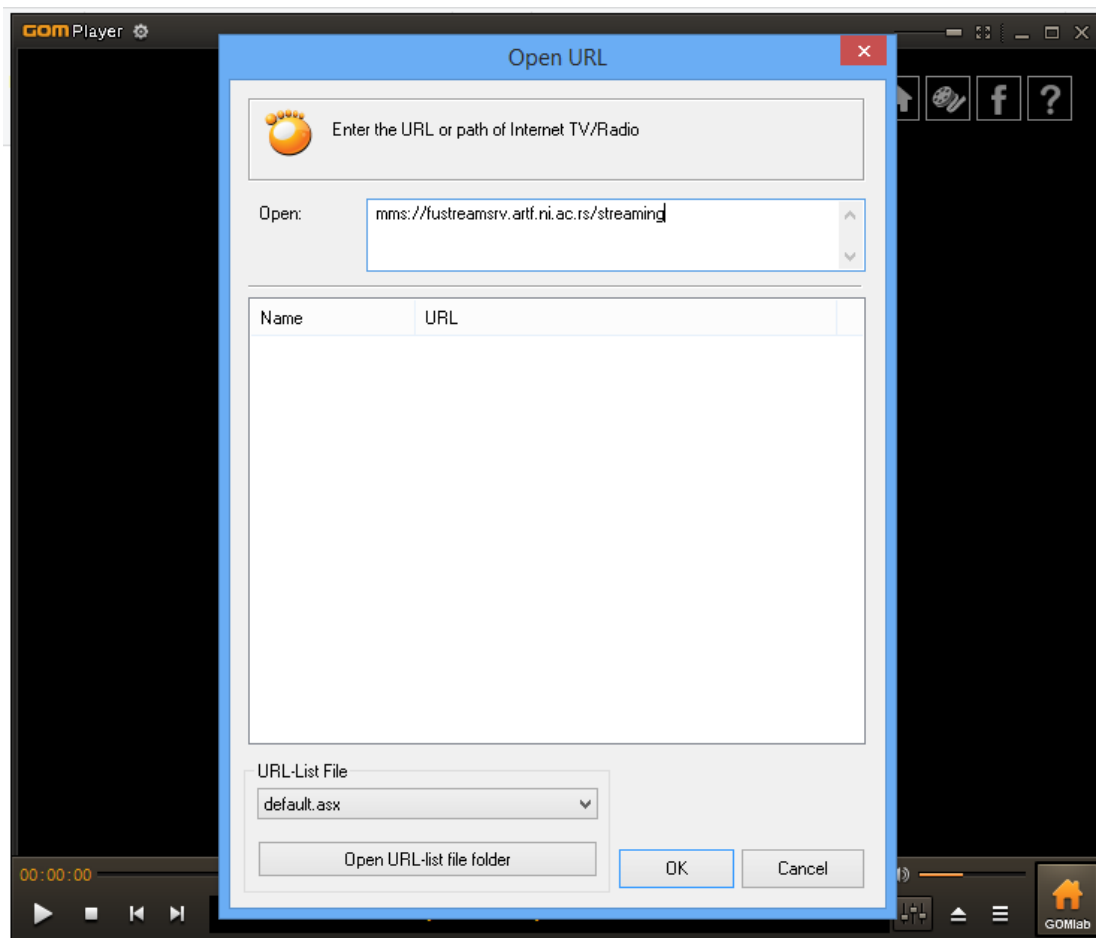 GOM Player
Open URL
Enter the URL or path of Internet TV/Radio
Open:
mms://fustreamsrv.artf.ni.ac.rs/streaming
Name URL
URL-List File
default.asx
Open URL-list file folder
OK Cancel
00:00:00
GOMlab